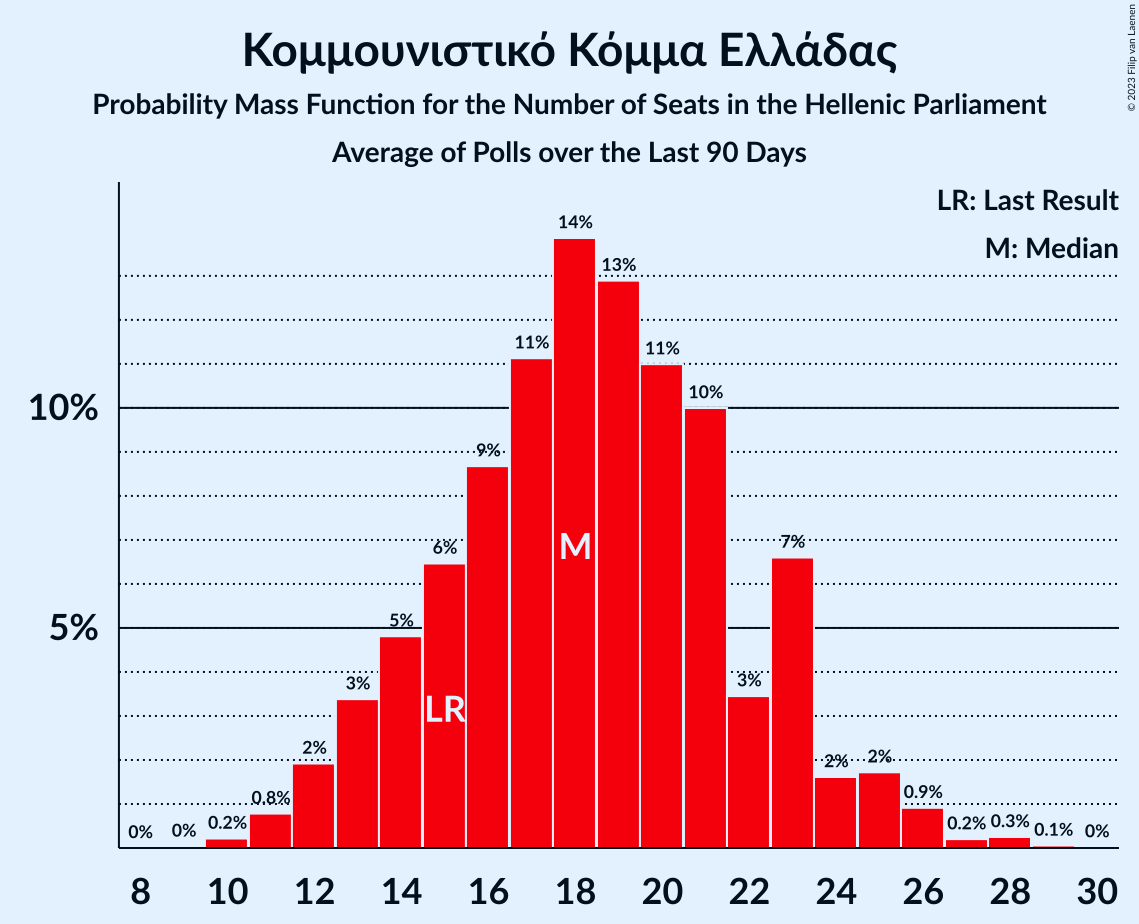 Κομμουνιστικό Κόμμα Ελλάδας
Probability Mass Function for the Number of Seats in the Hellenic Parliament
Average of Polls over the Last 90 Days
© 2023 Filip van Laenen
LR: Last Result
M: Median
14%
13%
11%
11%
10%
10%
9%
6%
7%
M
5%
5%
3%
3%
LR
2%
2%
2%
0.8%
0.9%
0%
0%
0.2%
0.2%
0.3%
0.1%
0%
8 10 12 14 16 18 20 22 24 26 28 30